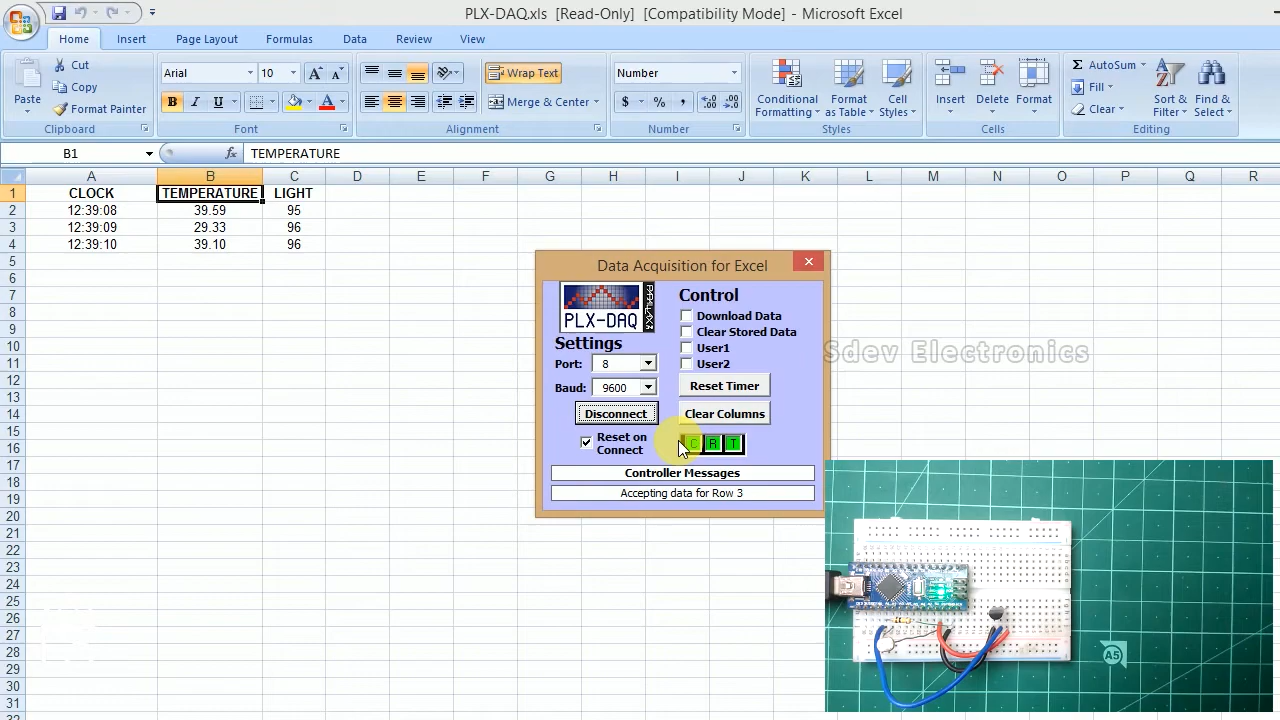 PLX-DAQ.xls [Read-Only] [Compatibility Mode] - Microsoft Excel
Home Insert Page Layout Formulas Data Review View
Cut
Copy
Format Painter
Paste
Clipboard
Arial 10
B I U
Font
Wrap Text
Merge & Center
Alignment
Number
$ % ,
Number
Conditional Formatting
Format as Table
Cell Styles
Styles
Insert Delete Format
Cells
AutoSum
Fill
Clear
Sort & Filter
Find & Select
Editing
B1 fx TEMPERATURE
A B C D E F G H I J K L M N O P Q R
1 CLOCK TEMPERATURE LIGHT
2 12:39:08 39.59 95
3 12:39:09 29.33 96
4 12:39:10 39.10 96
5
6
7
8
9
10
11
12
13
14
15
16
17
18
19
20
21
22
23
24
25
26
27
28
29
30
31
Data Acquisition for Excel
PLX-DAQ
PARALLAX
Control
Download Data
Clear Stored Data
User1
User2
Settings
Port: 8
Baud: 9600
Reset Timer
Disconnect
Clear Columns
Reset on
Connect
C R T
Controller Messages
Accepting data for Row 3
Sdev Electronics
A5